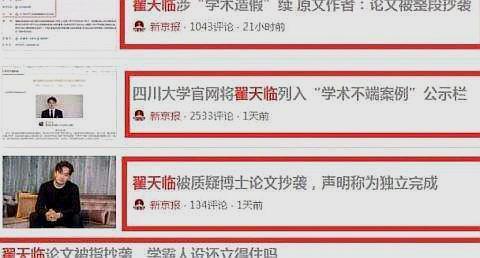 翟天临涉“学术造假”续 原文作者：论文被整段抄袭
新京报 · 1043评论 · 21小时前
四川大学官网将翟天临列入“学术不端案例”公示栏
新京报 · 2533评论 · 1天前
翟天临被质疑博士论文抄袭，声明称为独立完成
新京报 · 134评论 · 1天前
翟天临论文被指抄袭，学霸人设还立得住吗